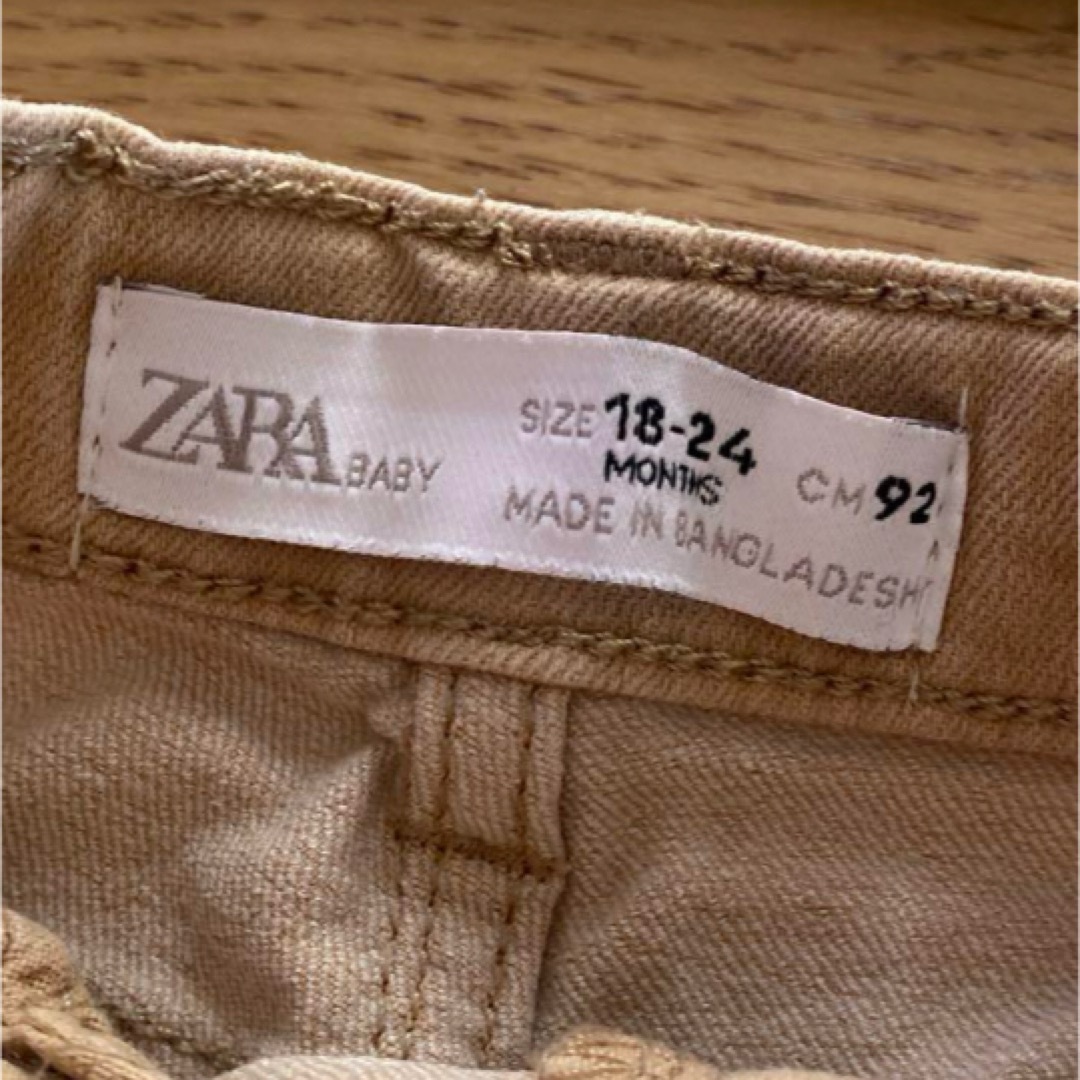 ZARA BABY
SIZE 18-24 CM 92
MONTHS
MADE IN BANGLADESH